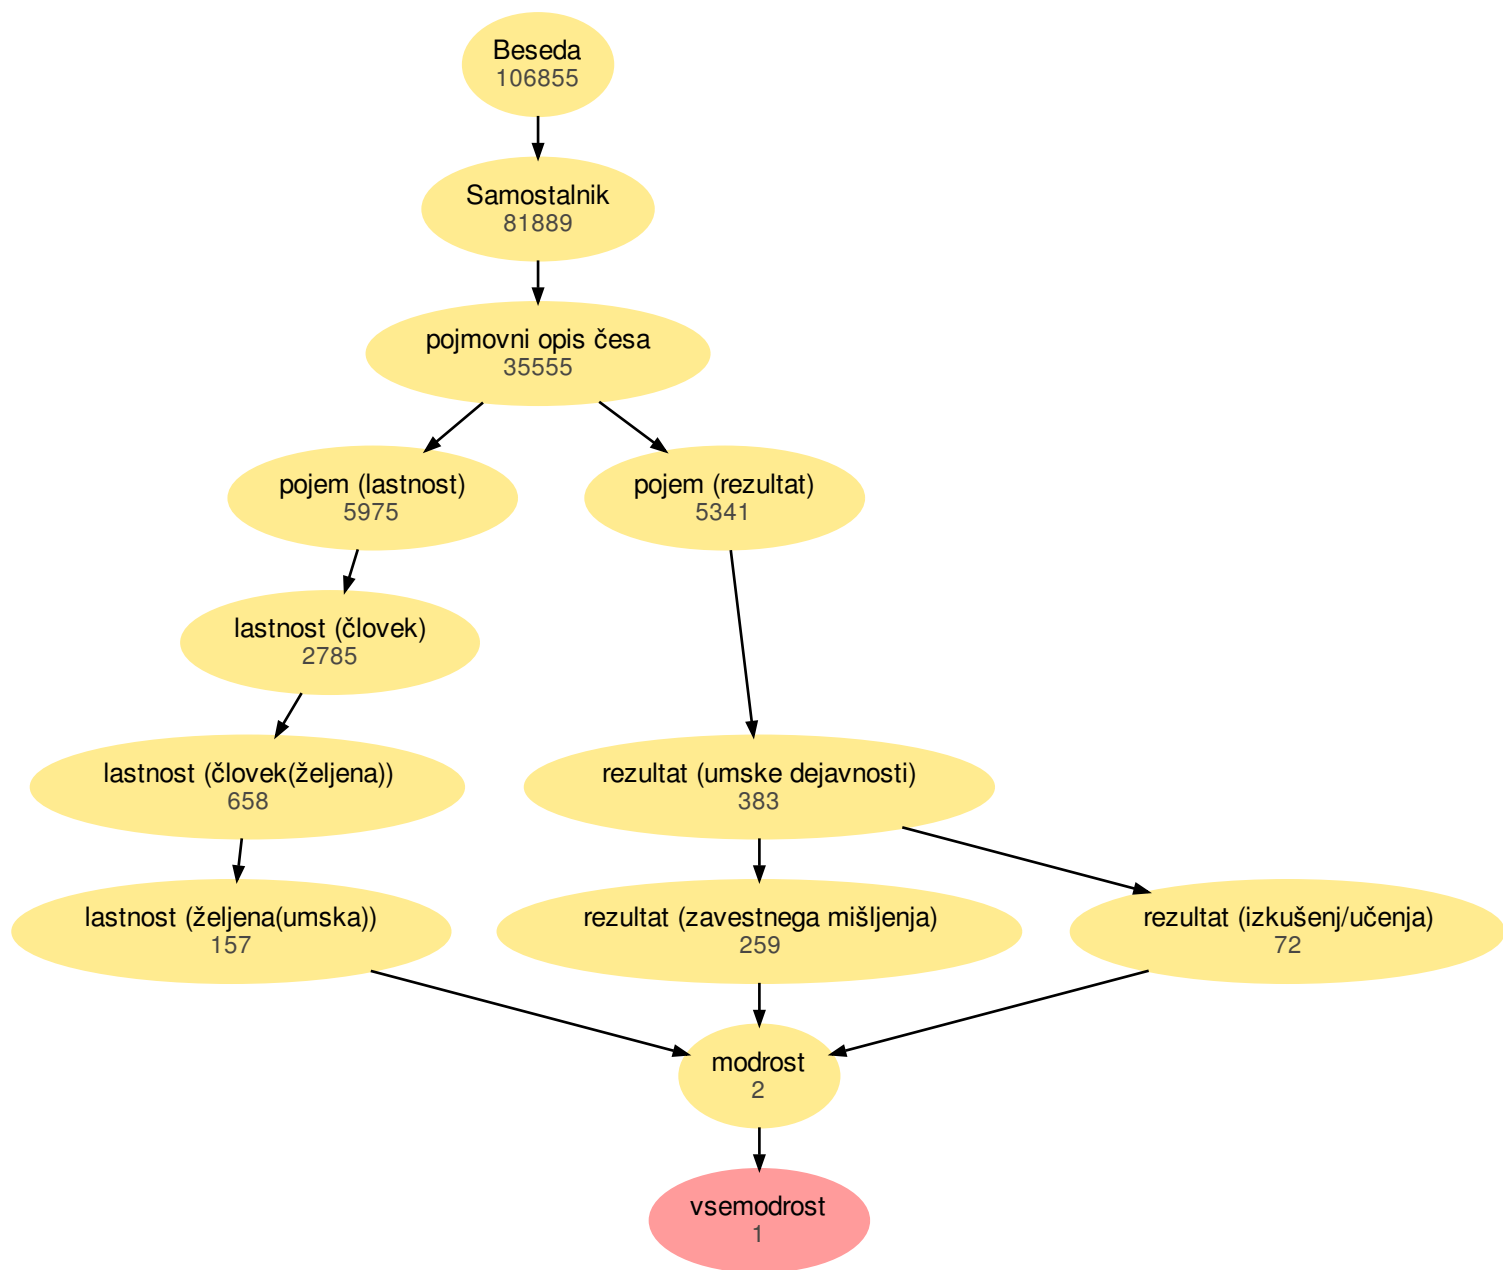 Beseda
106855
Samostalnik
81889
pojmovni opis česa
35555
pojem (lastnost)
5975
pojem (rezultat)
5341
lastnost (človek)
2785
lastnost (človek(željena))
658
rezultat (umske dejavnosti)
383
lastnost (željena(umska))
157
rezultat (zavestnega mišljenja)
259
rezultat (izkušenj/učenja)
72
modrost
2
vsemodrost
1